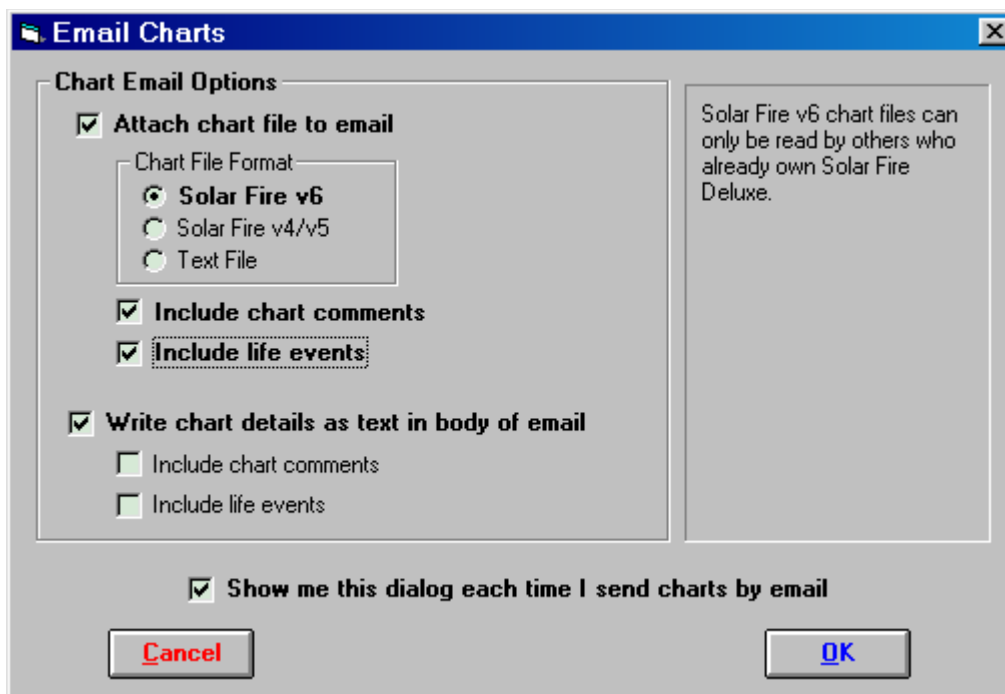 Email Charts
Chart Email Options
Attach chart file to email
Chart File Format
Solar Fire v6
Solar Fire v4/v5
Text File
Include chart comments
Include life events
Write chart details as text in body of email
Include chart comments
Include life events
Solar Fire v6 chart files can
only be read by others who
already own Solar Fire
Deluxe.
Show me this dialog each time I send charts by email
Cancel
OK